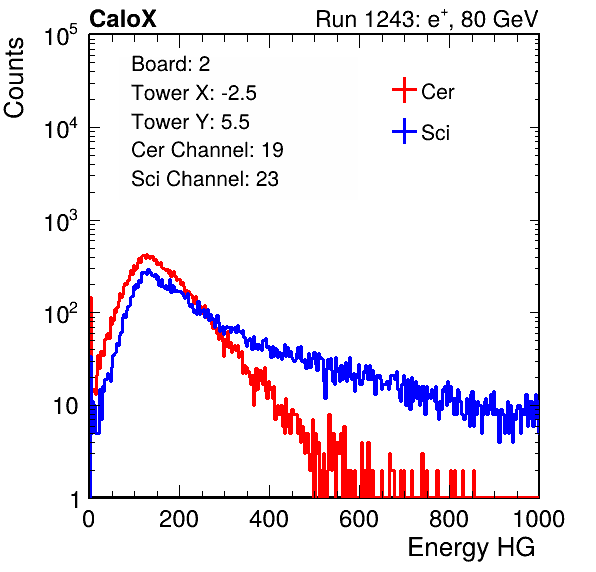 CaloX Run 1243: e⁺, 80 GeV
Counts
10⁵
10⁴
10³
10²
10
1
Board: 2
Tower X: -2.5
Tower Y: 5.5
Cer Channel: 19
Sci Channel: 23
Cer
Sci
0 200 400 600 800 1000
Energy HG